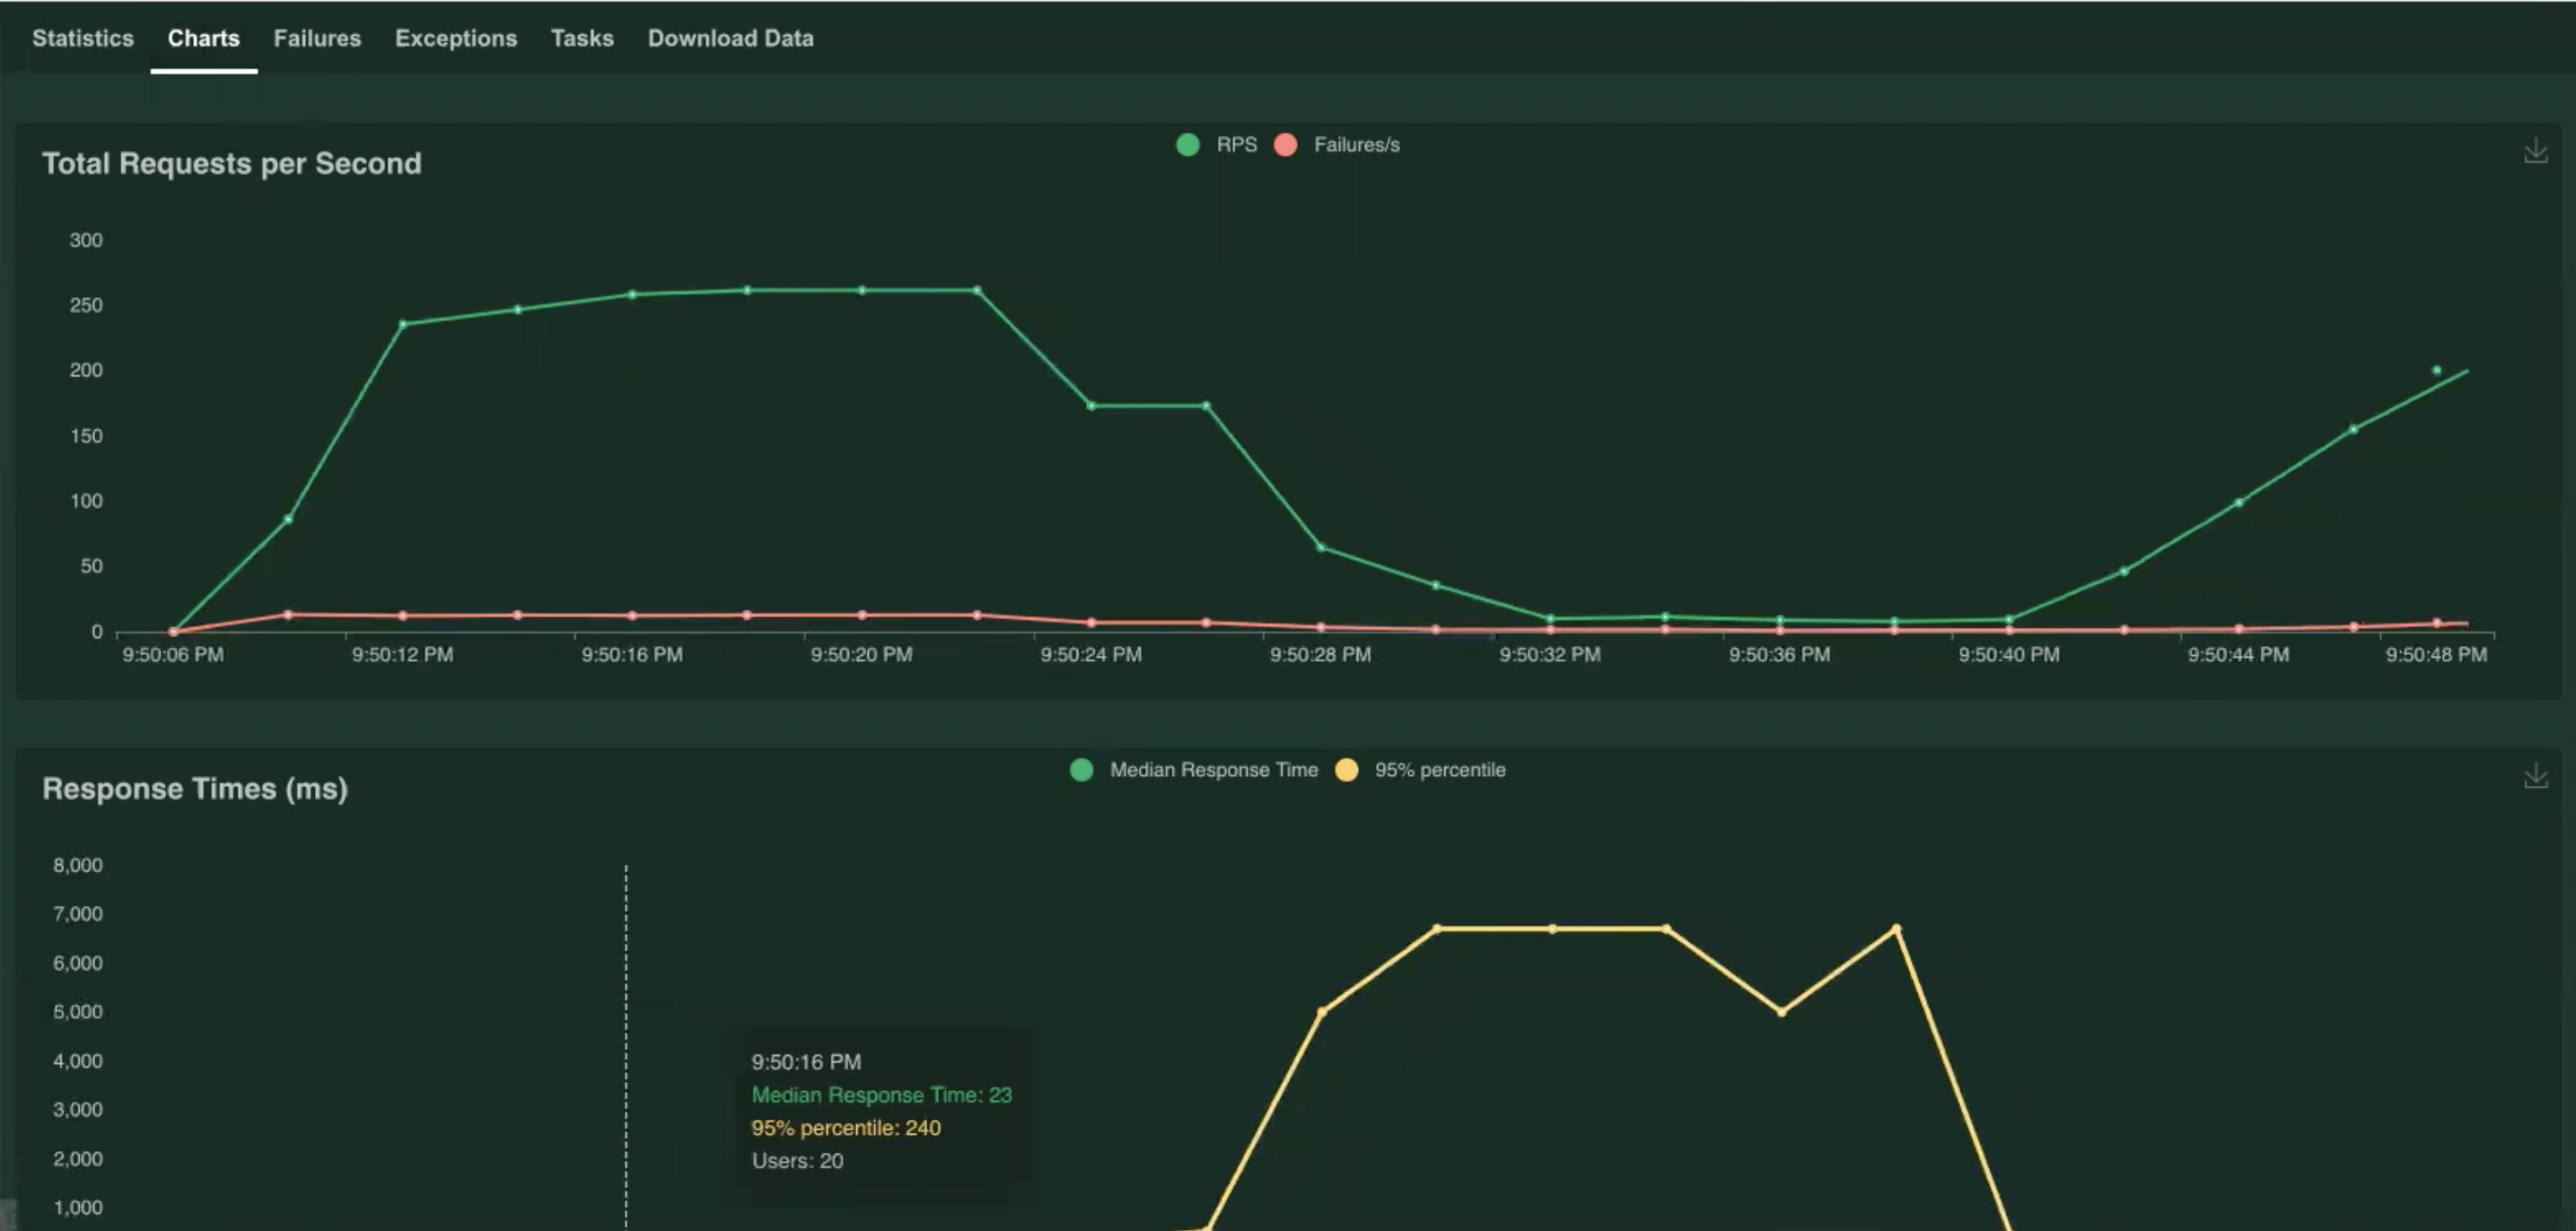 Statistics Charts Failures Exceptions Tasks Download Data
RPS Failures/s
Total Requests per Second
300
250
200
150
100
50
0
9:50:06 PM 9:50:12 PM 9:50:16 PM 9:50:20 PM 9:50:24 PM 9:50:28 PM 9:50:32 PM 9:50:36 PM 9:50:40 PM 9:50:44 PM 9:50:48 PM
Median Response Time 95% percentile
Response Times (ms)
8,000
7,000
6,000
5,000
4,000
3,000
2,000
1,000
9:50:16 PM
Median Response Time: 23
95% percentile: 240
Users: 20